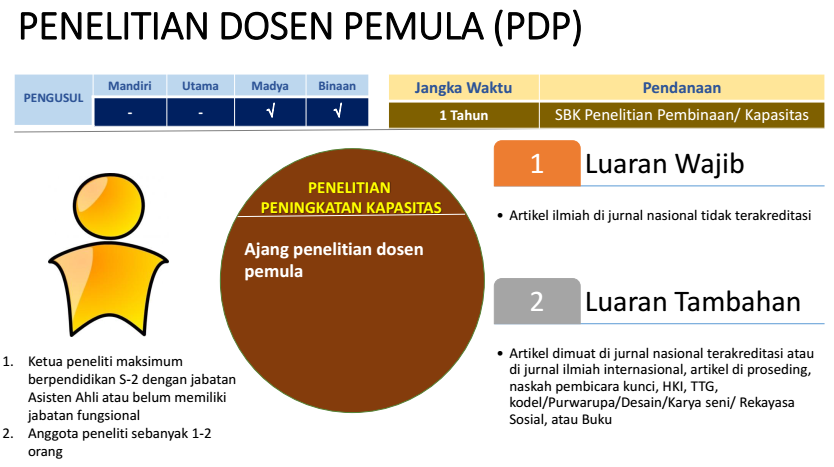 PENELITIAN DOSEN PEMULA (PDP)
PENGUSUL
Mandiri Utama Madya Binaan
- - √ √
Jangka Waktu Pendanaan
1 Tahun SBK Penelitian Pembinaan/ Kapasitas
PENELITIAN
PENINGKATAN KAPASITAS
Ajang penelitian dosen
pemula
1 Luaran Wajib
• Artikel ilmiah di jurnal nasional tidak terakreditasi
2 Luaran Tambahan
• Artikel dimuat di jurnal nasional terakreditasi atau
di jurnal ilmiah internasional, artikel di proseding,
naskah pembicara kunci, HKI, TTG,
kodel/Purwarupa/Desain/Karya seni/ Rekayasa
Sosial, atau Buku
1. Ketua peneliti maksimum
berpendidikan S-2 dengan jabatan
Asisten Ahli atau belum memiliki
jabatan fungsional
2. Anggota peneliti sebanyak 1-2
orang